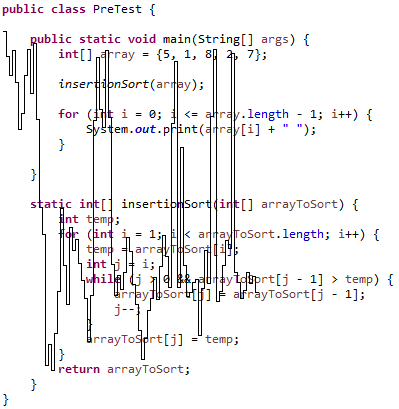 public class PreTest {
public static void main(String[] args) {
int[] array = {5, 1, 8, 2, 7};
insertionSort(array);
for (int i = 0; i <= array.length - 1; i++) {
System.out.print(array[i] + " ");
}
}
static int[] insertionSort(int[] arrayToSort) {
int temp;
for (int i = 1; i < arrayToSort.length; i++) {
temp = arrayToSort[i];
int j = i;
while (j > 0 && arrayToSort[j - 1] > temp) {
arrayToSort[j] = arrayToSort[j - 1];
j--;
}
arrayToSort[j] = temp;
}
return arrayToSort;
}
}